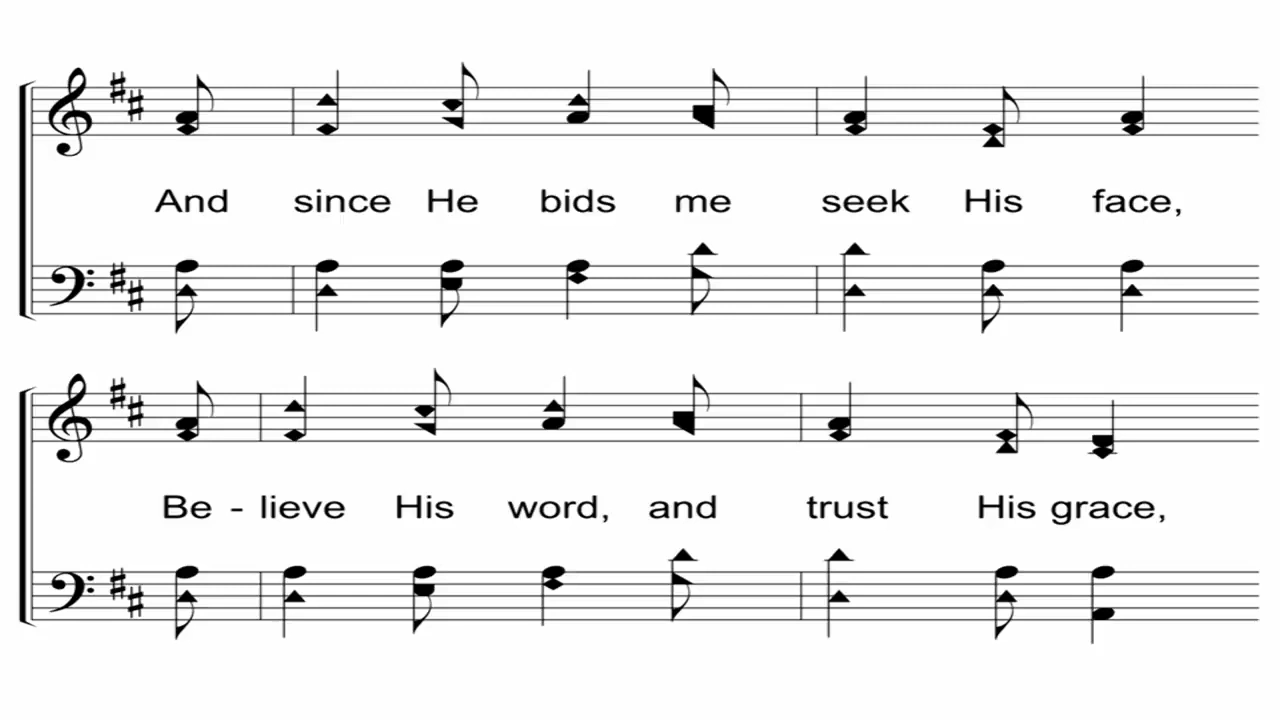 And since He bids me seek His face,
Be - lieve His word, and trust His grace,